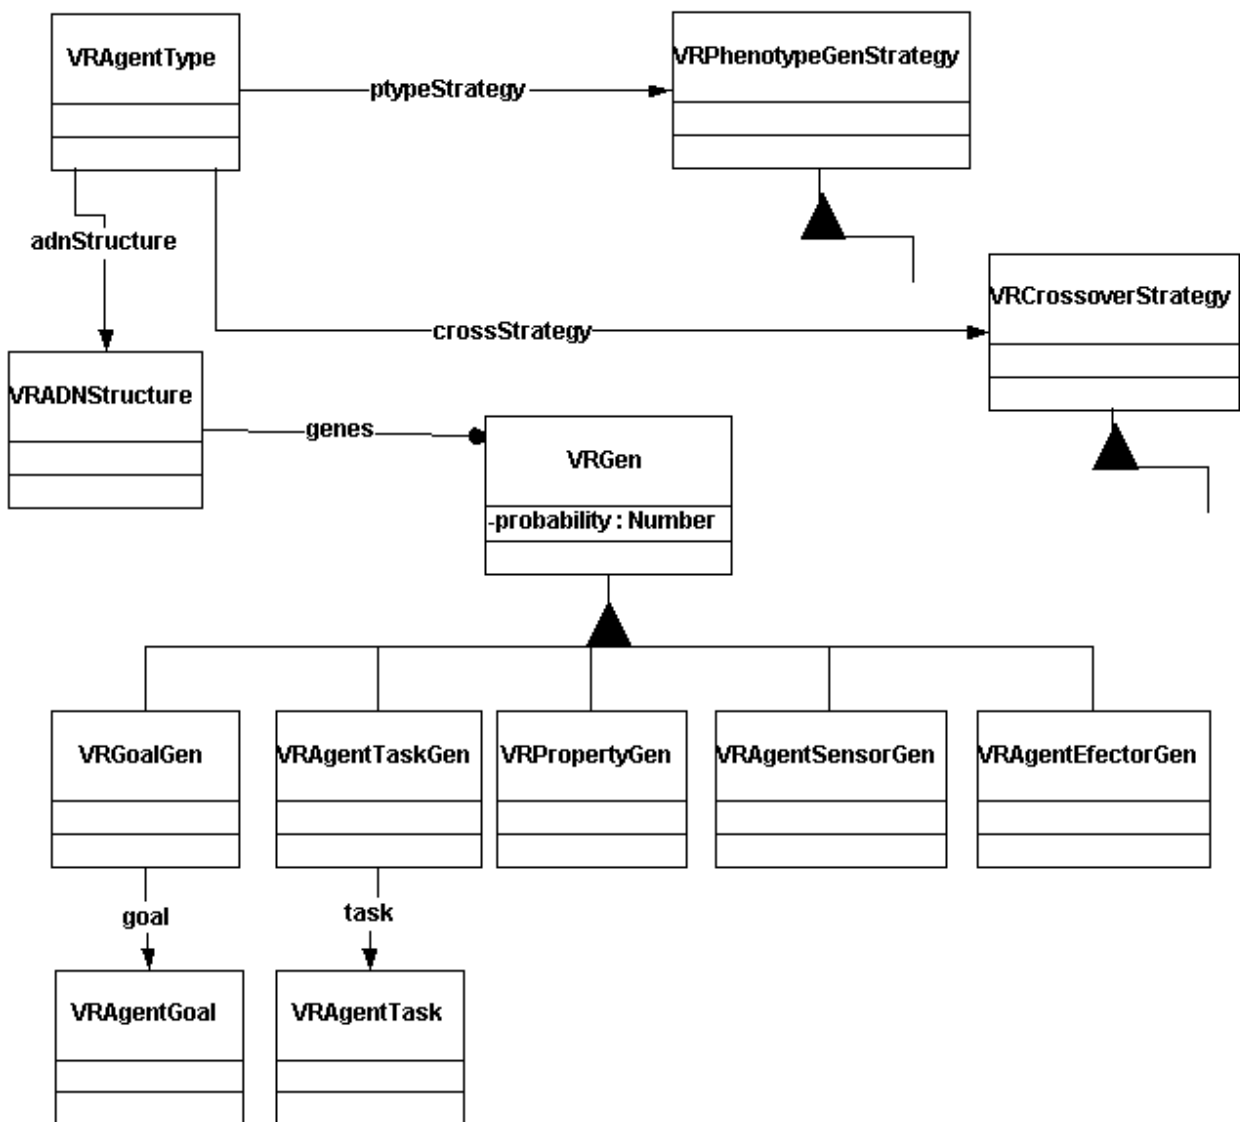 VRAgentType
VRPhenotypeGenStrategy
ptypeStrategy
adnStructure
VRCrossoverStrategy
crossStrategy
VRADNStructure
genes
VRGen
-probability : Number
VRGoalGen
VRAgentTaskGen
VRPropertyGen
VRAgentSensorGen
VRAgentEfectorGen
goal
task
VRAgentGoal
VRAgentTask